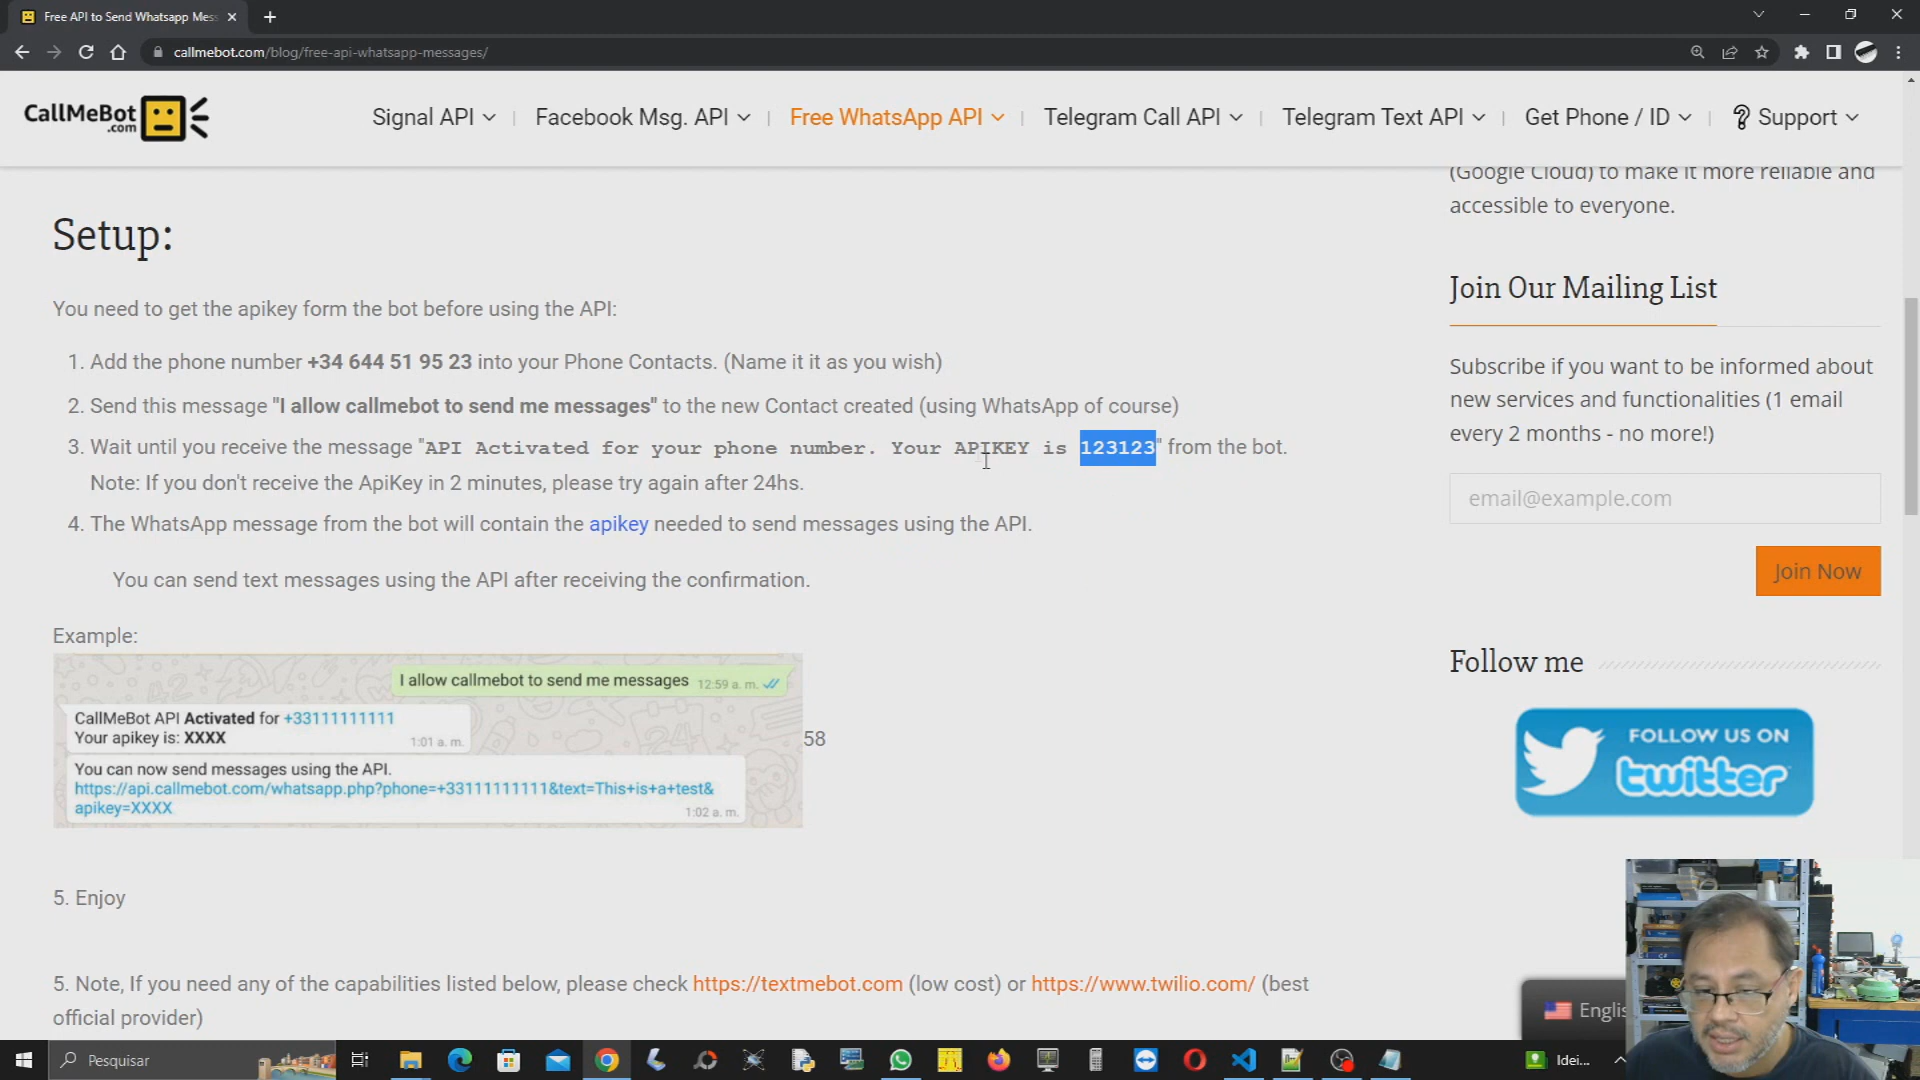 Free API to Send Whatsapp Mes
callmebot.com/blog/free-api-whatsapp-messages/
CallMeBot
.com
Signal API
Facebook Msg. API
Free WhatsApp API
Telegram Call API
Telegram Text API
Get Phone / ID
Support
(Google Cloud) to make it more reliable and
accessible to everyone.
Setup:
You need to get the apikey form the bot before using the API:
1. Add the phone number +34 644 51 95 23 into your Phone Contacts. (Name it it as you wish)
2. Send this message "I allow callmebot to send me messages" to the new Contact created (using WhatsApp of course)
3. Wait until you receive the message "API Activated for your phone number. Your APIKEY is 123123" from the bot.
Note: If you don't receive the ApiKey in 2 minutes, please try again after 24hs.
4. The WhatsApp message from the bot will contain the apikey needed to send messages using the API.
You can send text messages using the API after receiving the confirmation.
Example:
I allow callmebot to send me messages 12:59 a. m.
CallMeBot API Activated for +33111111111
Your apikey is: XXXX
1:01 a. m.
You can now send messages using the API.
https://api.callmebot.com/whatsapp.php?phone=+33111111111&text=This+is+a+test&
apikey=XXXX
1:02 a. m.
58
5. Enjoy
5. Note, If you need any of the capabilities listed below, please check https://textmebot.com (low cost) or https://www.twilio.com/ (best
official provider)
Join Our Mailing List
Subscribe if you want to be informed about
new services and functionalities (1 email
every 2 months - no more!)
email@example.com
Join Now
Follow me
FOLLOW US ON
twitter
Englis
Pesquisar
Idei...